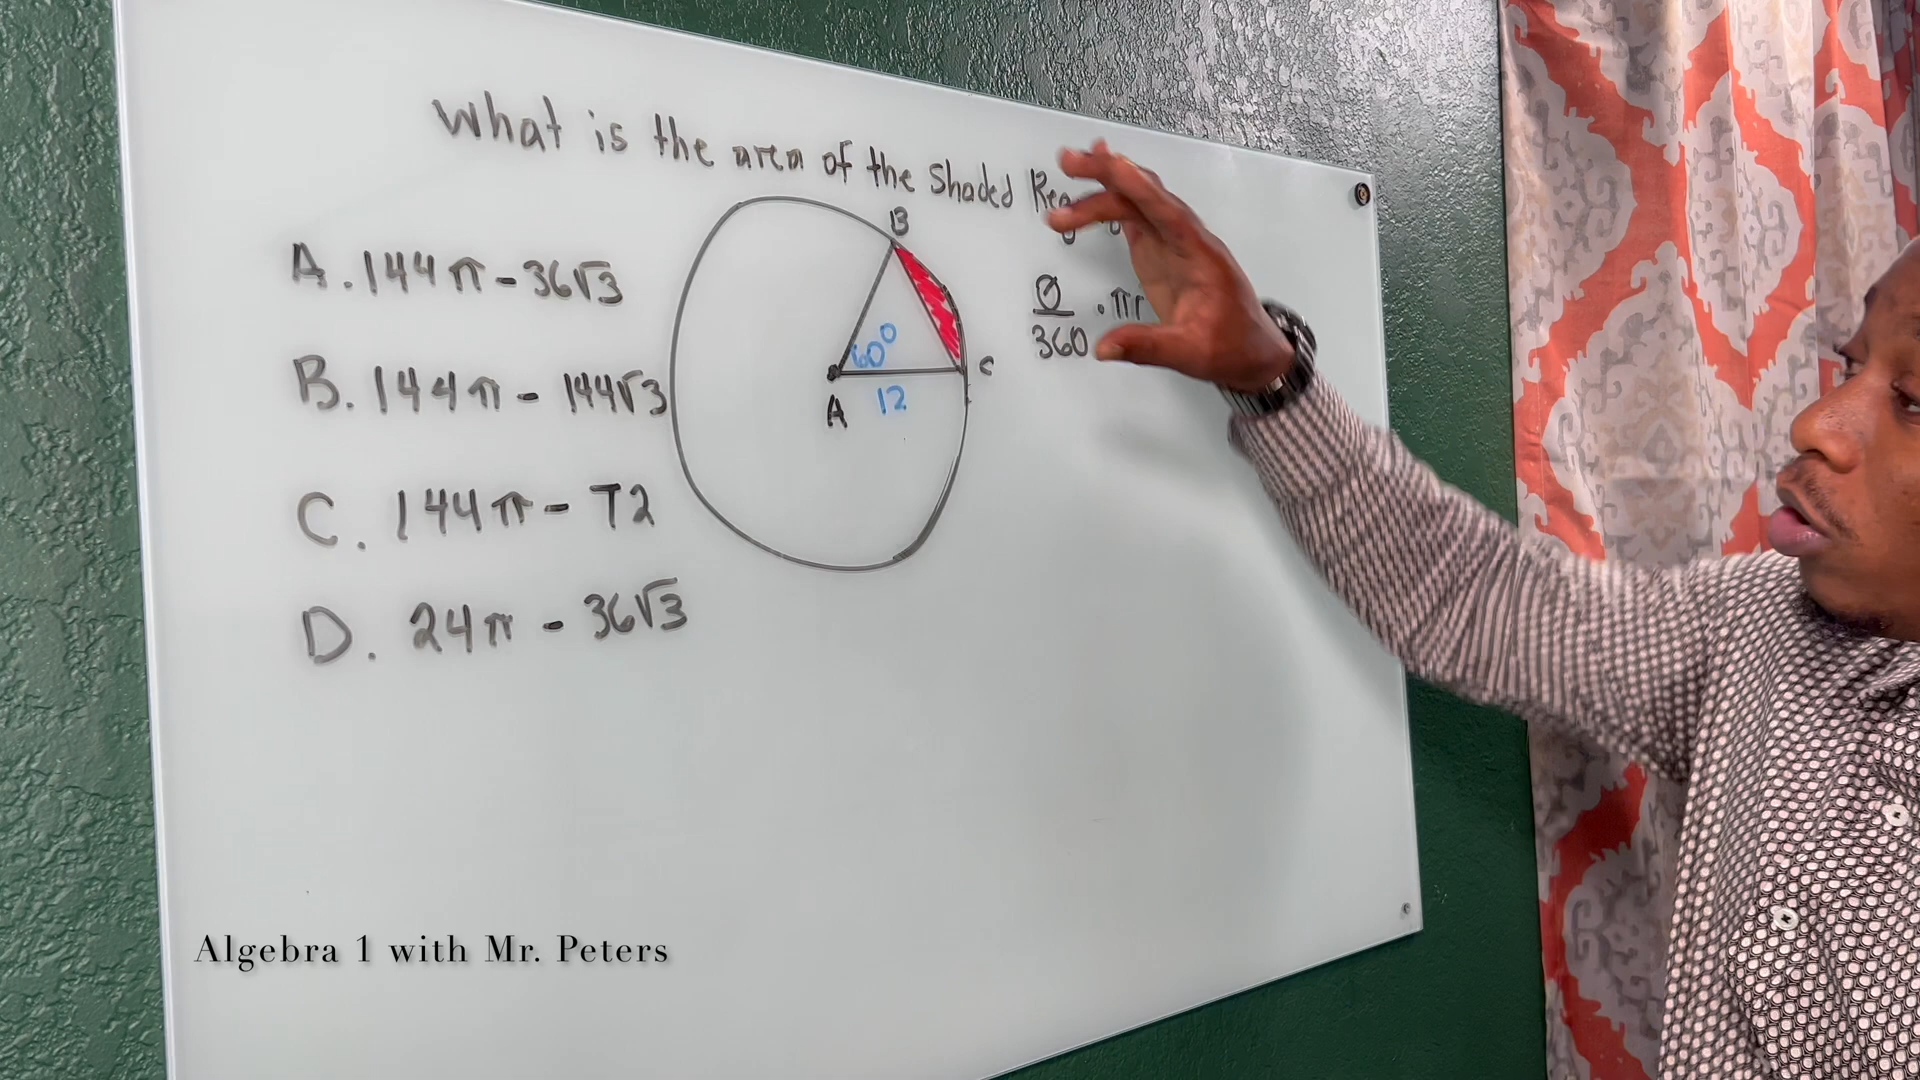 What is the area of the Shaded
A. 144π - 36√3
B. 144π - 144√3
C. 144π - 72
D. 24π - 36√3
B
60°
A
12
C
θ
360
· πr
Algebra 1 with Mr. Peters